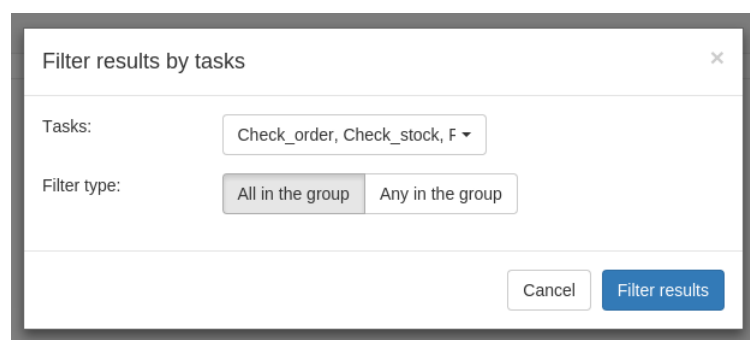 Filter results by tasks ×
Tasks: Check_order, Check_stock,
Filter type: All in the group Any in the group
Cancel Filter results